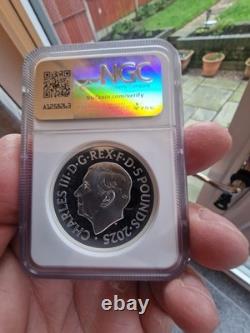 NGC
ngccoin.com/verify
CHARLES III·D·G·REX·F·D·5 POUNDS·2025·